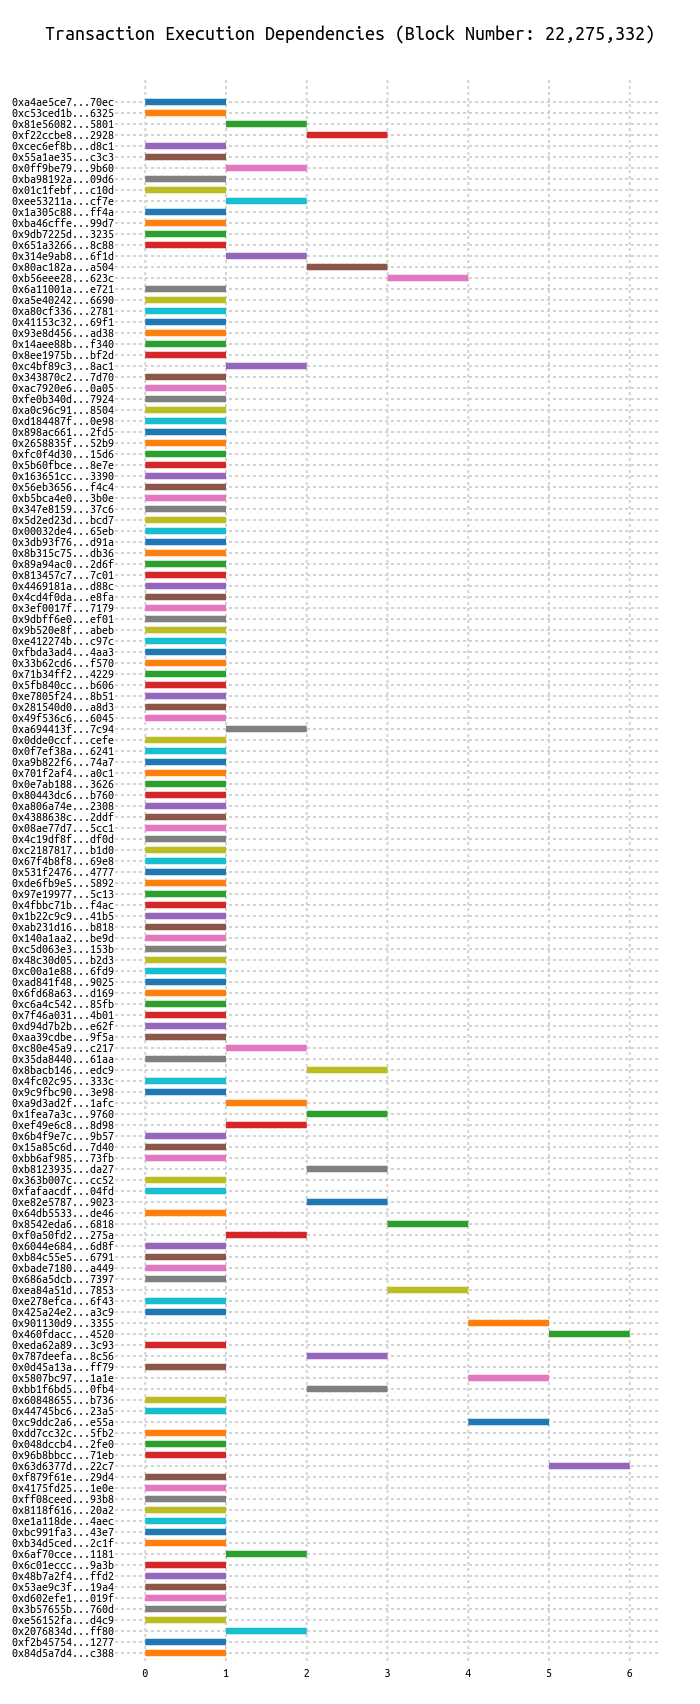 Transaction Execution Dependencies (Block Number: 22,275,332)
0xa4ae5ce7...70ec
0xc53ced1b...6325
0x81e56082...5801
0xf22ccbe8...2928
0xcec6ef8b...d8c1
0x55a1ae35...c3c3
0x0ff9be79...9b60
0xba98192a...09d6
0x01c1febf...c10d
0xee53211a...cf7e
0x1a305c88...ff4a
0xba46cffe...99d7
0x9db7225d...3235
0x651a3266...8c88
0x314e9ab8...6f1d
0x80ac182a...a504
0xb56eee28...623c
0x6a11001a...e721
0xa5e40242...6690
0xa80cf336...2781
0x41153c32...69f1
0x93e8d456...ad38
0x14aee88b...f340
0x8ee1975b...bf2d
0xc4bf89c3...8ac1
0x343870c2...7d70
0xac7920e6...0a05
0xfe0b340d...7924
0xa0c96c91...8504
0xd184487f...0e98
0x898ac661...2fd5
0x2658835f...52b9
0xfc0f4d30...15d6
0x5b60fbce...8e7e
0x163651cc...3390
0x56eb3656...f4c4
0xb5bca4e0...3b0e
0x347e8159...37c6
0x5d2ed23d...bcd7
0x00032de4...65eb
0x3db93f76...d91a
0x8b315c75...db36
0x89a94ac0...2d6f
0x813457c7...7c01
0x4469181a...d88c
0x4cd4f0da...e8fa
0x3ef0017f...7179
0x9dbff6e0...ef01
0x9b520e8f...abeb
0xe412274b...c97c
0xfbda3ad4...4aa3
0x33b62cd6...f570
0x71b34ff2...4229
0x5fb840cc...b606
0xe7805f24...8b51
0x281540d0...a8d3
0x49f536c6...6045
0xa694413f...7c94
0x0dde0ccf...cefe
0x0f7ef38a...6241
0xa9b822f6...74a7
0x701f2af4...a0c1
0x0e7ab188...3626
0x80443dc6...b760
0xa806a74e...2308
0x4388638c...2ddf
0x08ae77d7...5cc1
0x4c19df8f...df0d
0xc2187817...b1d0
0x67f4b8f8...69e8
0x531f2476...4777
0xde6fb9e5...5892
0x97e19977...5c13
0x4fbbc71b...f4ac
0x1b22c9c9...41b5
0xab231d16...b818
0x140a1aa2...be9d
0xc5d063e3...153b
0x48c30d05...b2d3
0xc00a1e88...6fd9
0xad841f48...9025
0x6fd68a63...d169
0xc6a4c542...85fb
0x7f46a031...4b01
0xd94d7b2b...e62f
0xaa39cdbe...9f5a
0xc80e45a9...c217
0x35da8440...61aa
0x8bacb146...edc9
0x4fc02c95...333c
0x9c9fbc90...3e98
0xa9d3ad2f...1afc
0x1fea7a3c...9760
0xef49e6c8...8d98
0x6b4f9e7c...9b57
0x15a85c6d...7d40
0xbb6af985...73fb
0xb8123935...da27
0x363b007c...cc52
0xfafaacdf...04fd
0xe82e5787...9023
0x64db5533...de46
0x8542eda6...6818
0xf0a50fd2...275a
0x6044e684...6d8f
0xb84c55e5...6791
0xbade7180...a449
0x686a5dcb...7397
0xea84a51d...7853
0xe278efca...6f43
0x425a24e2...a3c9
0x901130d9...3355
0x460fdacc...4520
0xeda62a89...3c93
0x787deefa...8c56
0x0d45a13a...ff79
0x5807bc97...1a1e
0xbb1f6bd5...0fb4
0x60848655...b736
0x44745bc6...23a5
0xc9ddc2a6...e55a
0xdd7cc32c...5fb2
0x048dccb4...2fe0
0x96b8bbcc...71eb
0x63d6377d...22c7
0xf879f61e...29d4
0x4175fd25...1e0e
0xff08ceed...93b8
0x8118f616...20a2
0xe1a118de...4aec
0xbc991fa3...43e7
0xb34d5ced...2c1f
0x6af70cce...1181
0x6c01eccc...9a3b
0x48b7a2f4...ffd2
0x53ae9c3f...19a4
0xd602efe1...019f
0x3b57655b...760d
0xe56152fa...d4c9
0x2076834d...ff80
0xf2b45754...1277
0x84d5a7d4...c388
0 1 2 3 4 5 6